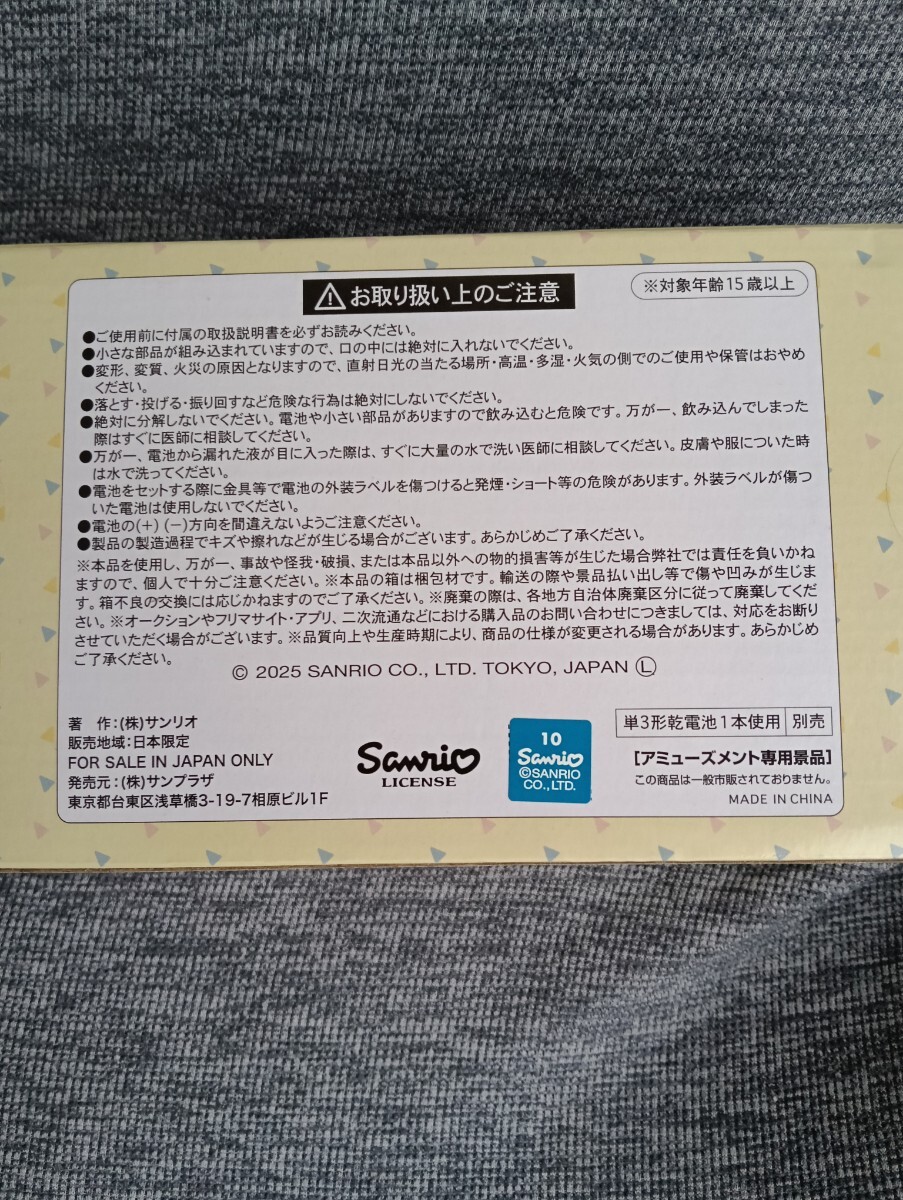 ⚠お取り扱い上のご注意
※対象年齢15歳以上
●ご使用前に付属の取扱説明書を必ずお読みください。
●小さな部品が組み込まれていますので、口の中には絶対に入れないでください。
●変形、変質、火災の原因となりますので、直射日光の当たる場所・高温・多湿・火気の側でのご使用や保管はおやめ
ください。
●落とす・投げる・振り回すなど危険な行為は絶対にしないでください。
●絶対に分解しないでください。電池や小さい部品がありますので飲み込むと危険です。万が一、飲み込んでしまった
際はすぐに医師に相談してください。
●万が一、電池から漏れた液が目に入った際は、すぐに大量の水で洗い医師に相談してください。皮膚や服についた時
は水で洗ってください。
●電池をセットする際に金具等で電池の外装ラベルを傷つけると発煙・ショート等の危険があります。外装ラベルが傷つ
いた電池は使用しないでください。
●電池の(+)(−)方向を間違えないようご注意ください。
●製品の製造過程でキズや擦れなどが生じる場合がございます。あらかじめご了承ください。
※本品を使用し、万が一、事故や怪我・破損、または本品以外への物的損害等が生じた場合弊社では責任を負いかね
ますので、個人で十分ご注意ください。※本品の箱は梱包材です。輸送の際や景品払い出し等で傷や凹みが生じま
す。箱不良の交換には応じかねますのでご了承ください。※廃棄の際は、各地方自治体廃棄区分に従って廃棄してくだ
さい。※オークションやフリマサイト・アプリ、二次流通などにおける購入品のお問い合わせにつきましては、対応をお断り
させていただく場合がございます。※品質向上や生産時期により、商品の仕様が変更される場合があります。あらかじめ
ご了承ください。
© 2025 SANRIO CO., LTD. TOKYO, JAPAN Ⓛ
著 作：(株)サンリオ
販売地域：日本限定
FOR SALE IN JAPAN ONLY
発売元：(株)サンプラザ
東京都台東区浅草橋3-19-7相原ビル1F
Sanrio
LICENSE
10
Sanrio
©SANRIO
CO.,LTD.
単3形乾電池1本使用 別売
［アミューズメント専用景品］
この商品は一般市販されておりません。
MADE IN CHINA